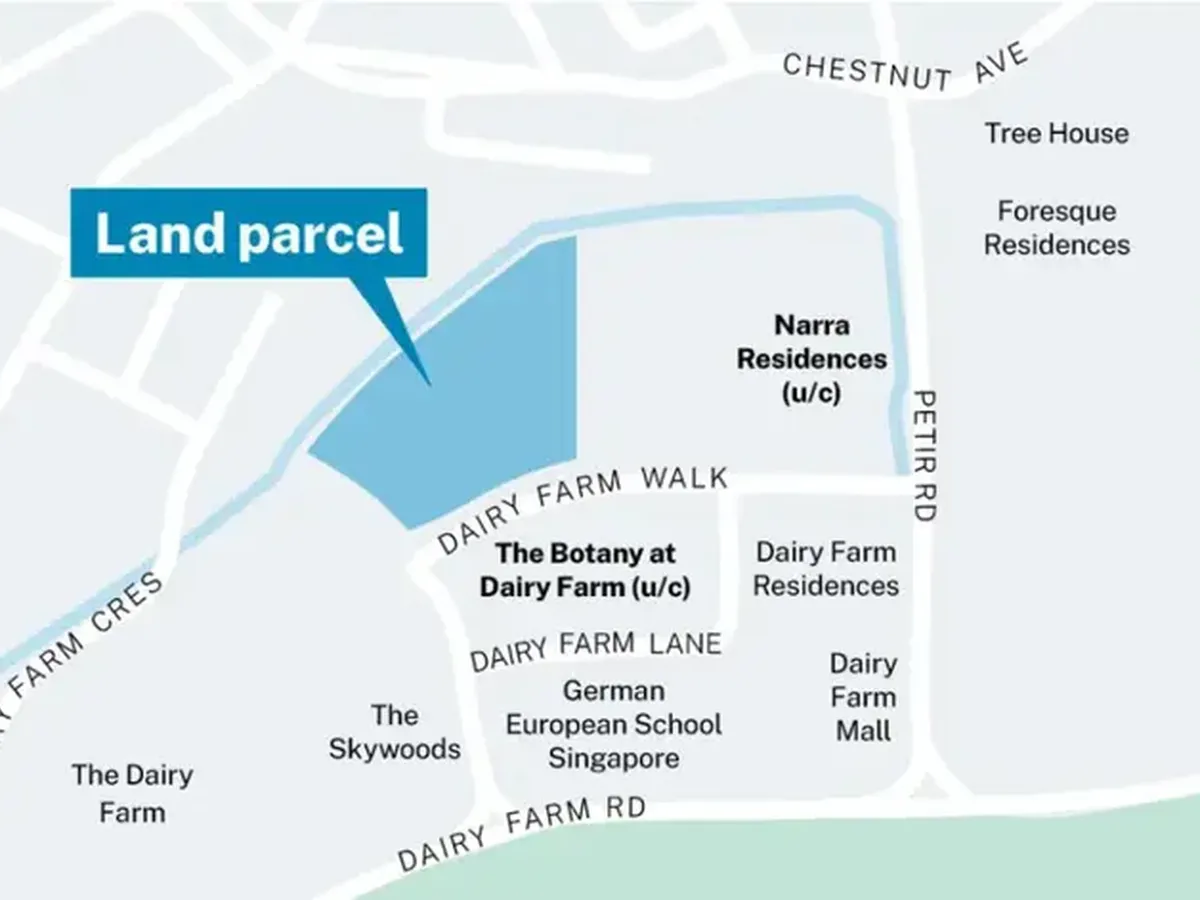 CHESTNUT AVE
Tree House
Foresque
Residences
Land parcel
Narra
Residences
(u/c)
PETIR RD
DAIRY FARM WALK
The Botany at
Dairy Farm (u/c)
Dairy Farm
Residences
FARM CRES
DAIRY FARM LANE
German
European School
Singapore
Dairy
Farm
Mall
The
Skywoods
The Dairy
Farm
DAIRY FARM RD